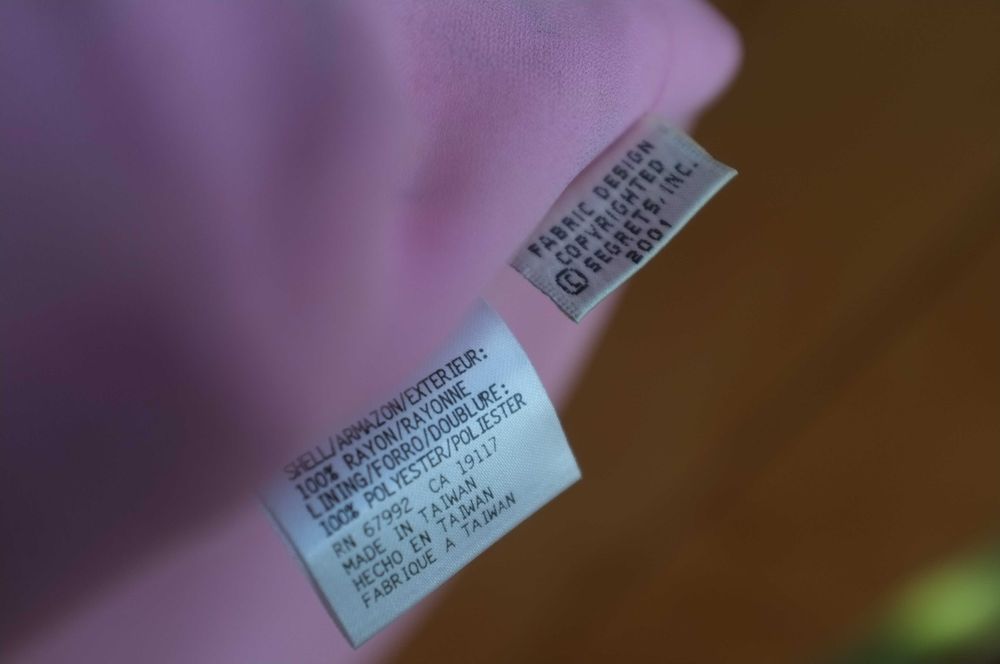 FABRIC DESIGN
COPYRIGHTED
© SEGRETS, INC.
2001
SHELL/ARMAZON/EXTERIEUR:
100% RAYON/RAYONNE
LINING/FORRO/DOUBLURE:
100% POLYESTER/POLIESTER
RN 67992 CA 19117
MADE IN TAIWAN
HECHO EN TAIWAN
FABRIQUE A TAIWAN